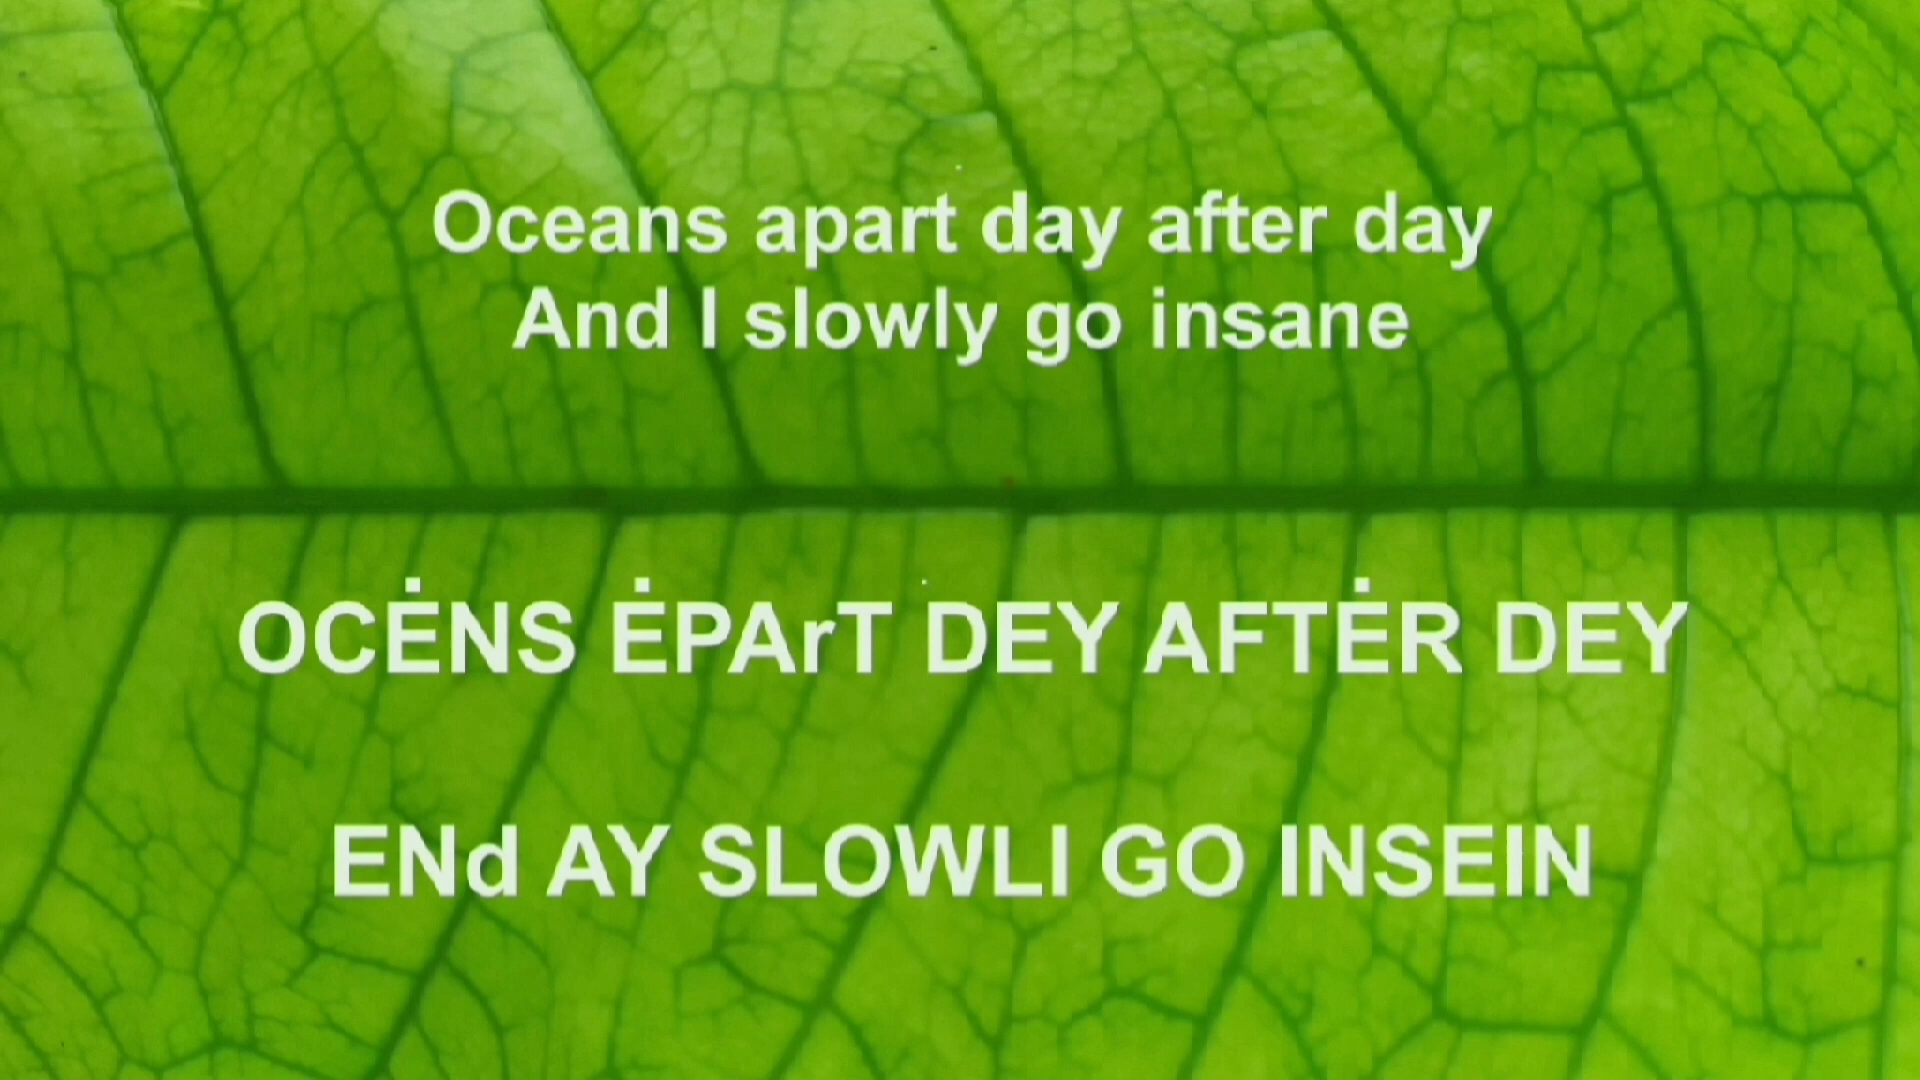 Oceans apart day after day
And I slowly go insane
OCĖNS ĖPArT DEY AFTĖR DEY
ENd AY SLOWLI GO INSEIN